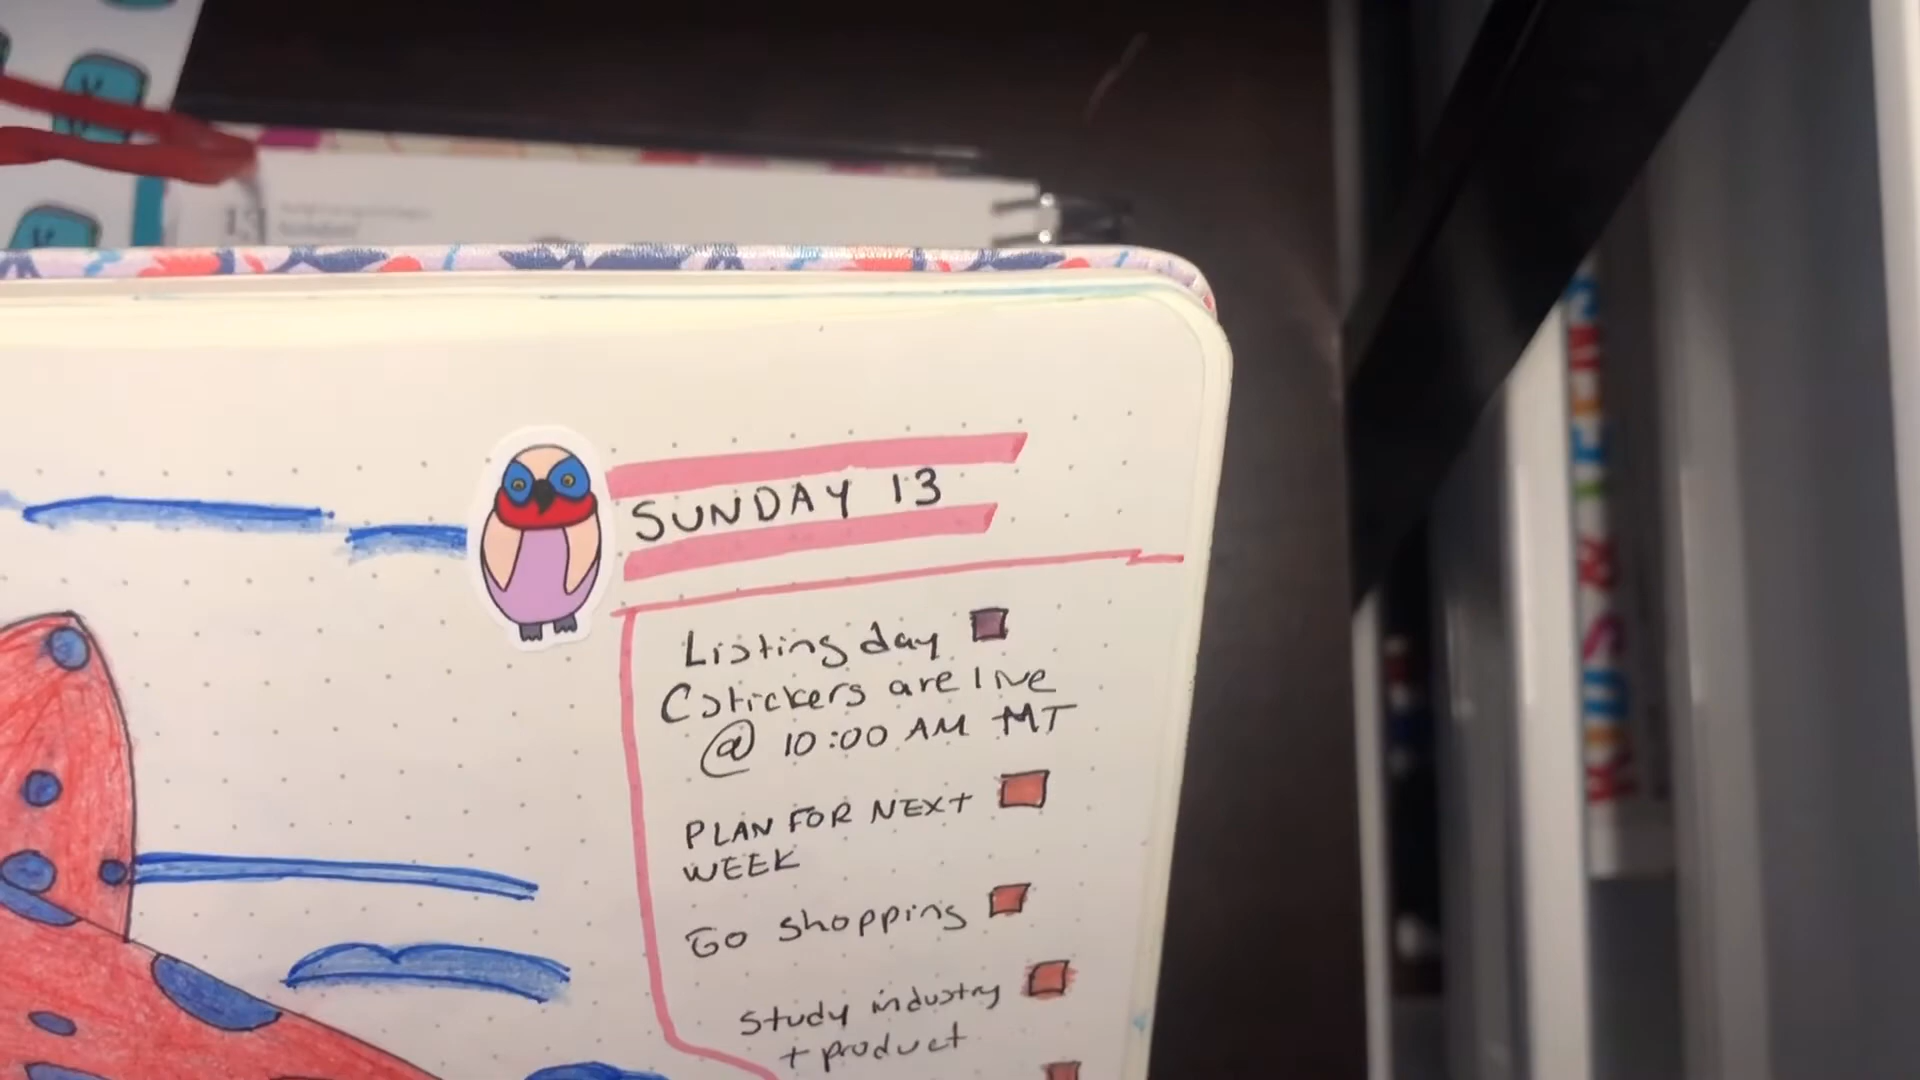 SUNDAY 13
Listing day
Cstickers are live
@ 10:00 AM MT
PLAN FOR NEXT
WEEK
Go shopping
Study industry
+ product